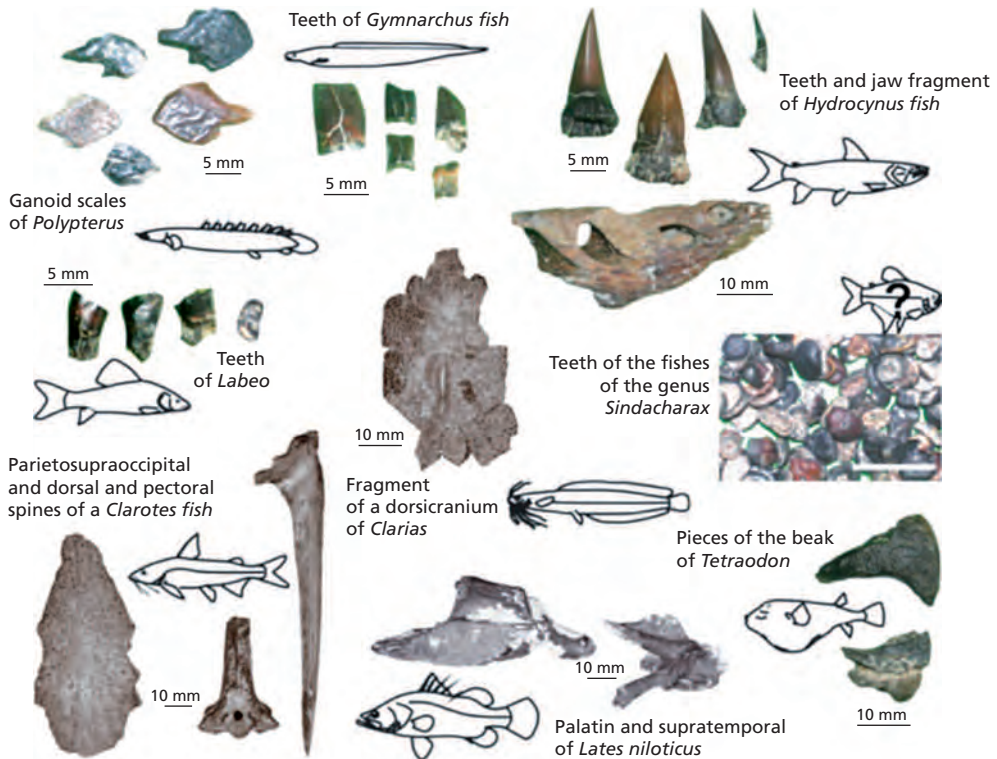 Teeth of Gymnarchus fish
Teeth and jaw fragment
of Hydrocynus fish
5 mm
5 mm
5 mm
Ganoid scales
of Polypterus
5 mm
10 mm
Teeth
of Labeo
Teeth of the fishes
of the genus
Sindacharax
?
10 mm
Parietosupraoccipital
and dorsal and pectoral
spines of a Clarotes fish
Fragment
of a dorsicranium
of Clarias
Pieces of the beak
of Tetraodon
10 mm
10 mm
10 mm
Palatin and supratemporal
of Lates niloticus